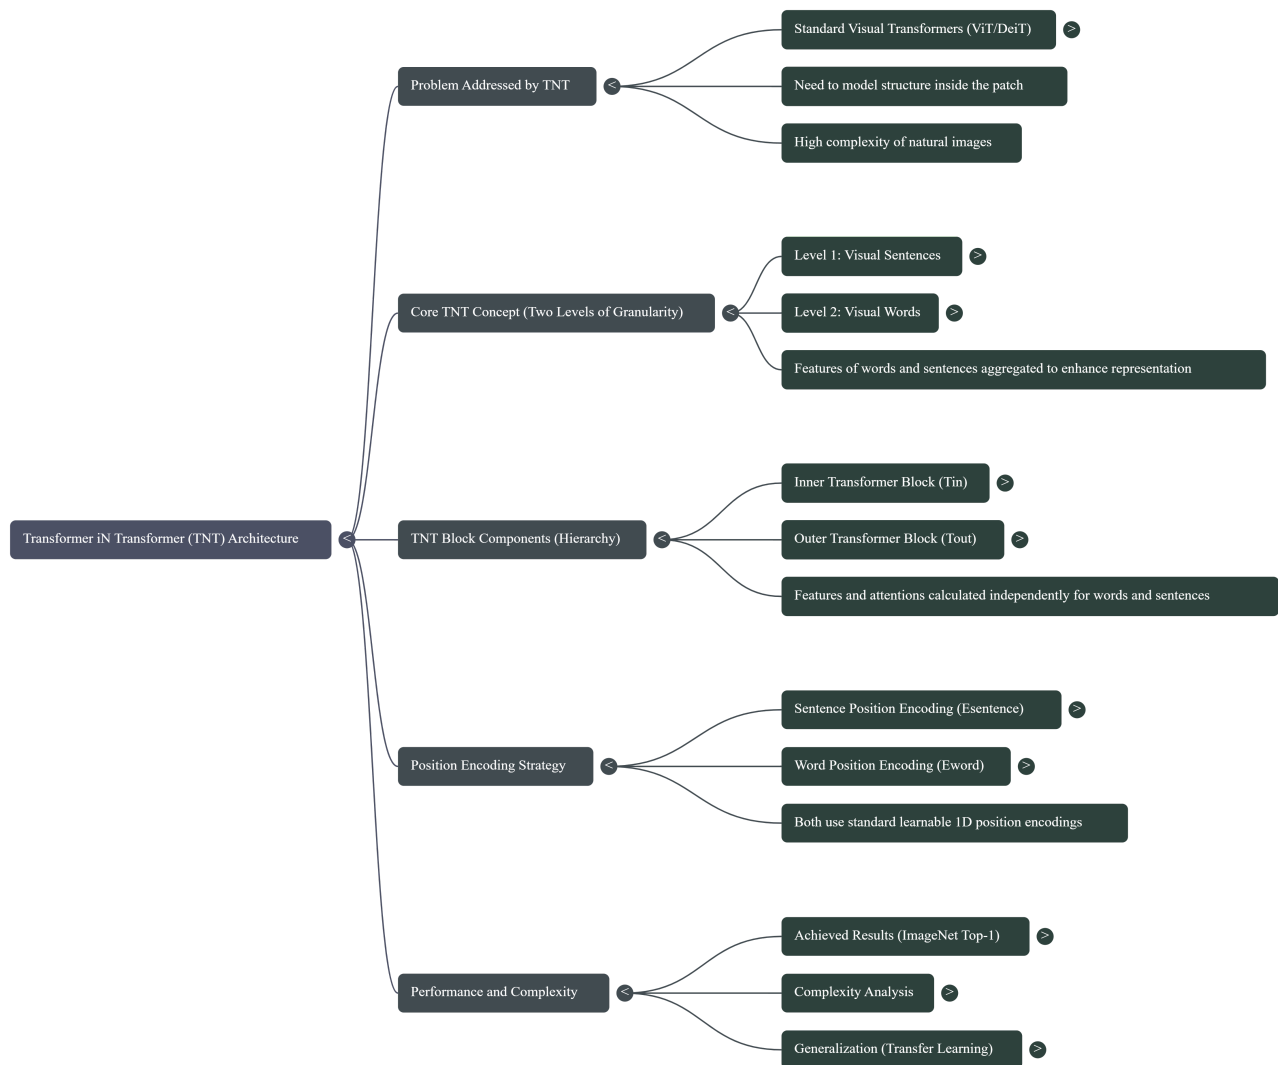 Transformer iN Transformer (TNT) Architecture
<
Problem Addressed by TNT
<
Standard Visual Transformers (ViT/DeiT)
>
Need to model structure inside the patch
High complexity of natural images
Core TNT Concept (Two Levels of Granularity)
<
Level 1: Visual Sentences
>
Level 2: Visual Words
>
Features of words and sentences aggregated to enhance representation
TNT Block Components (Hierarchy)
<
Inner Transformer Block (Tin)
>
Outer Transformer Block (Tout)
>
Features and attentions calculated independently for words and sentences
Position Encoding Strategy
<
Sentence Position Encoding (Esentence)
>
Word Position Encoding (Eword)
>
Both use standard learnable 1D position encodings
Performance and Complexity
<
Achieved Results (ImageNet Top-1)
>
Complexity Analysis
>
Generalization (Transfer Learning)
>